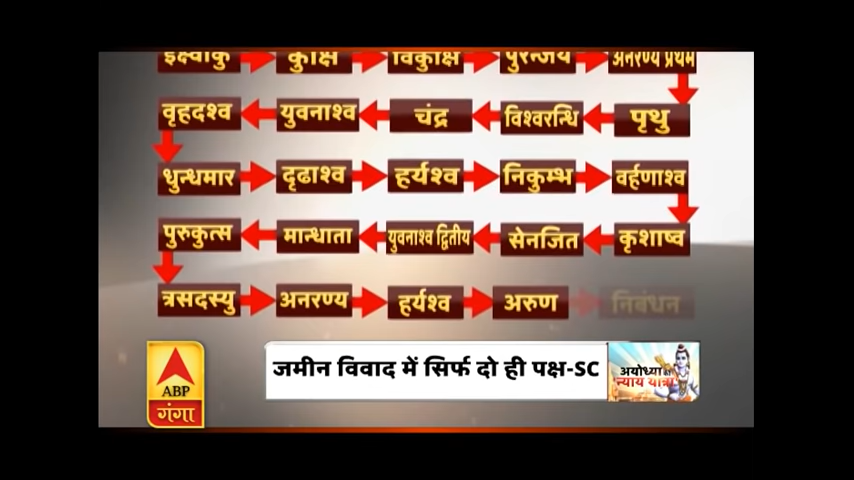 इक्ष्वाकु कुक्षि विकुक्षि पुरन्जय अनरण्य प्रथम
वृहदश्व युवनाश्व चंद्र विश्वरन्धि पृथु
धुन्धमार दृढाश्व हर्यश्व निकुम्भ वर्हणाश्व
पुरुकुत्स मान्धाता युवनाश्व द्वितीय सेनजित कृशाष्व
त्रसदस्यु अनरण्य हर्यश्व अरुण निबंधन
ABP
गंगा
जमीन विवाद में सिर्फ दो ही पक्ष-SC
अयोध्या की
न्याय यात्रा